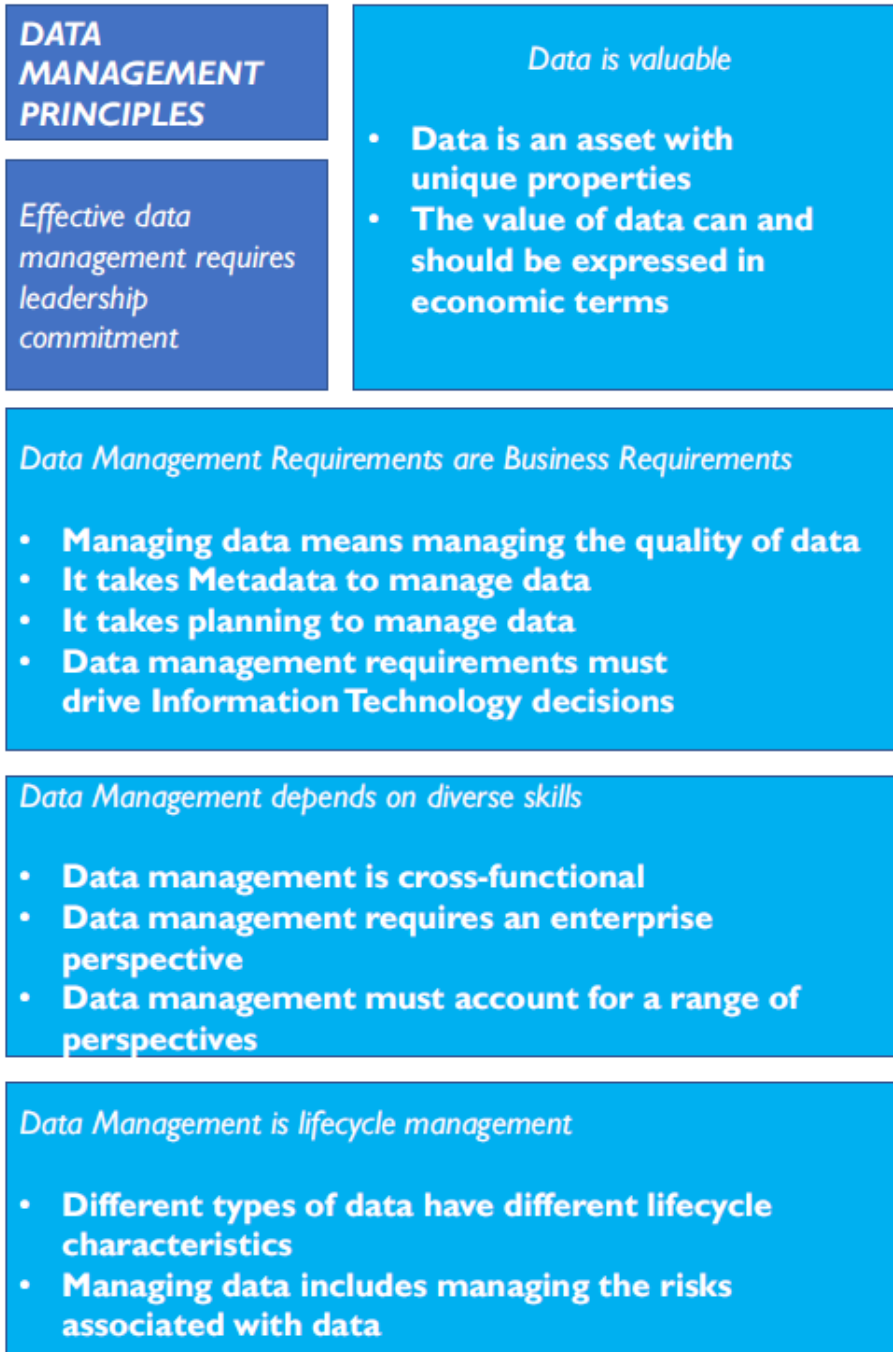 DATA
MANAGEMENT
PRINCIPLES
Effective data
management requires
leadership
commitment
Data is valuable
• Data is an asset with
unique properties
• The value of data can and
should be expressed in
economic terms
Data Management Requirements are Business Requirements
• Managing data means managing the quality of data
• It takes Metadata to manage data
• It takes planning to manage data
• Data management requirements must
drive Information Technology decisions
Data Management depends on diverse skills
• Data management is cross-functional
• Data management requires an enterprise
perspective
• Data management must account for a range of
perspectives
Data Management is lifecycle management
• Different types of data have different lifecycle
characteristics
• Managing data includes managing the risks
associated with data